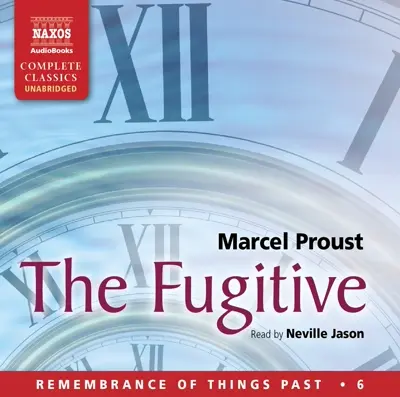 NAXOS
AudioBooks
COMPLETE
CLASSICS
UNABRIDGED
XII
XII
Marcel Proust
The Fugitive
Read by Neville Jason
REMEMBRANCE OF THINGS PAST • 6